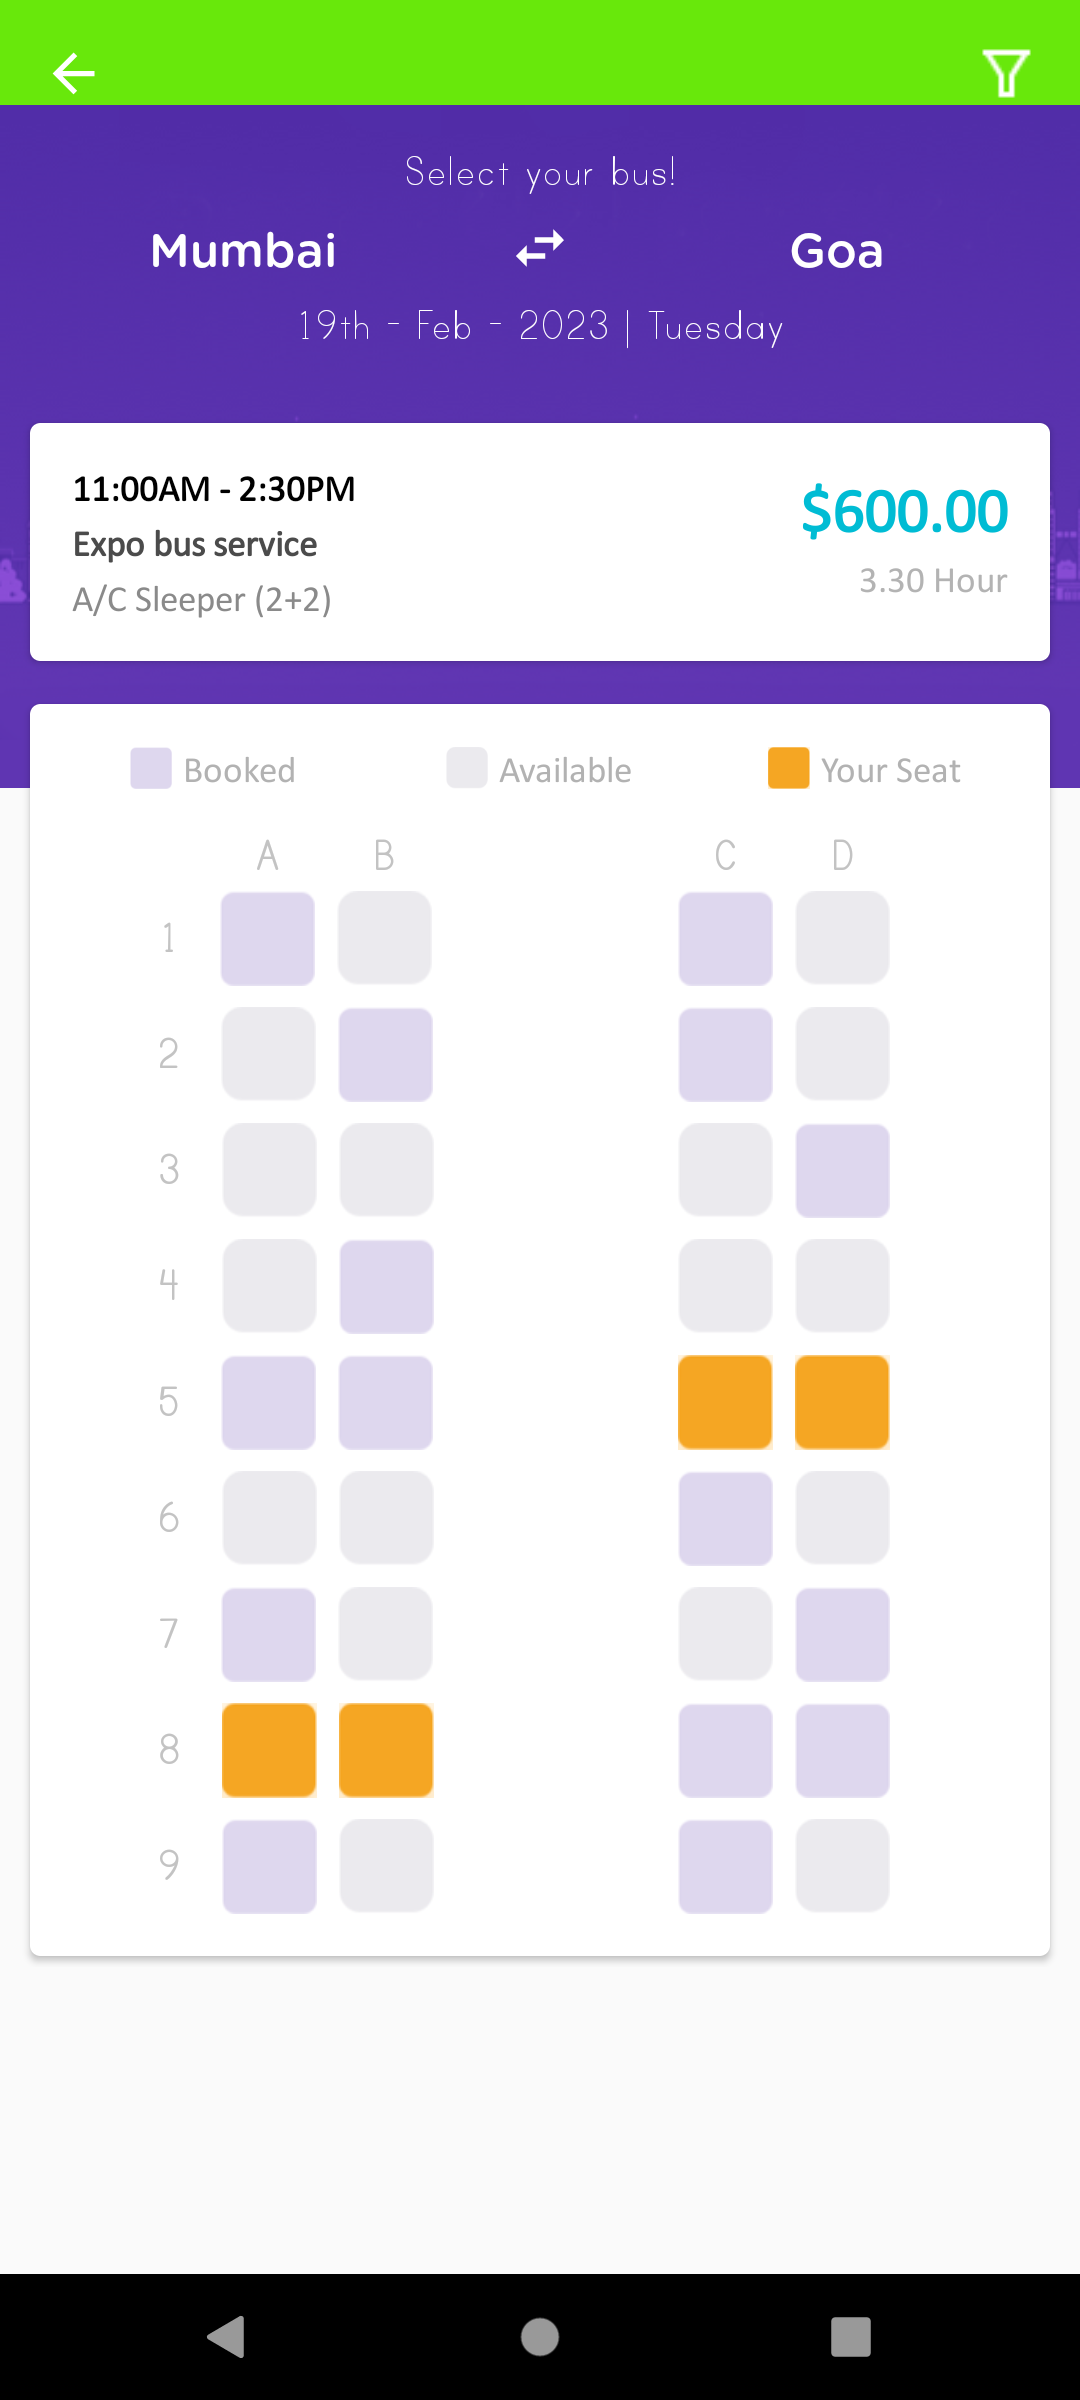 Select your bus!
Mumbai Goa
19th - Feb - 2023 | Tuesday
11:00AM - 2:30PM
$600.00
Expo bus service
3.30 Hour
A/C Sleeper (2+2)
Booked Available Your Seat
A B C D
1
2
3
4
5
6
7
8
9